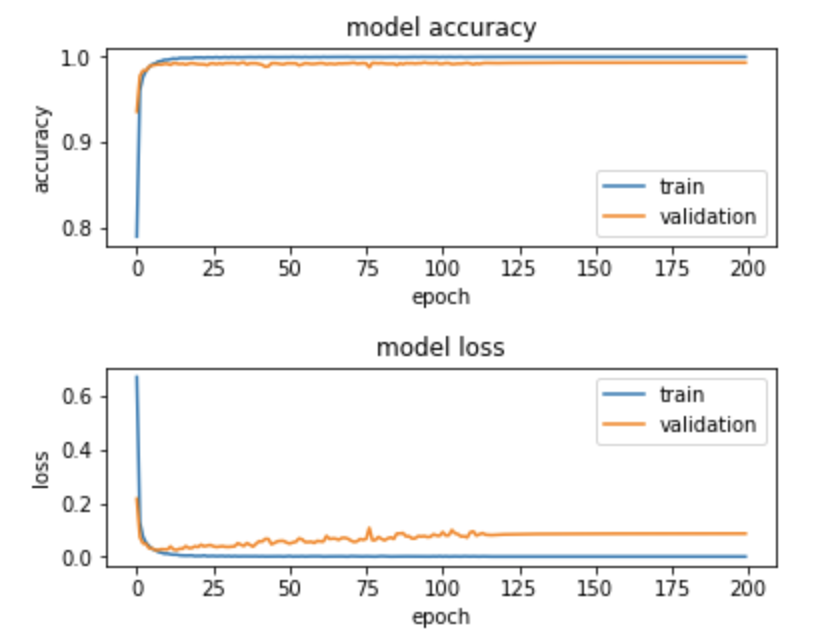 model accuracy
1.0
0.9
0.8
accuracy
train
validation
0 25 50 75 100 125 150 175 200
epoch
model loss
0.6
0.4
0.2
0.0
loss
train
validation
0 25 50 75 100 125 150 175 200
epoch